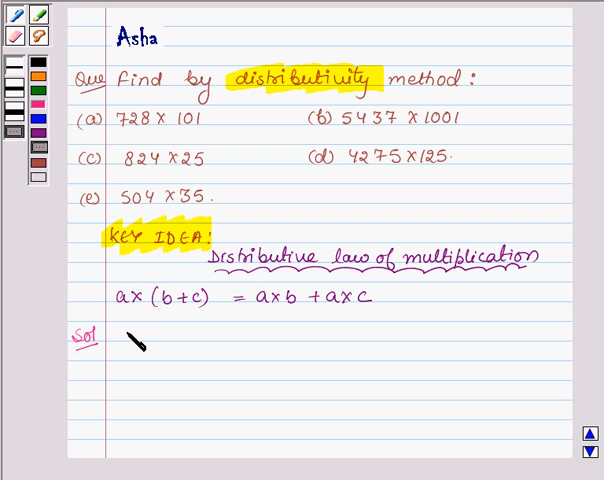 Asha
Que Find by distributivity method:
(a) 728 × 101 (b) 5437 × 1001
(c) 824 × 25 (d) 4275 × 125.
(e) 504 × 35.
KEY IDEA:
Distributive law of multiplication
a × (b + c) = a × b + a × c
Sol